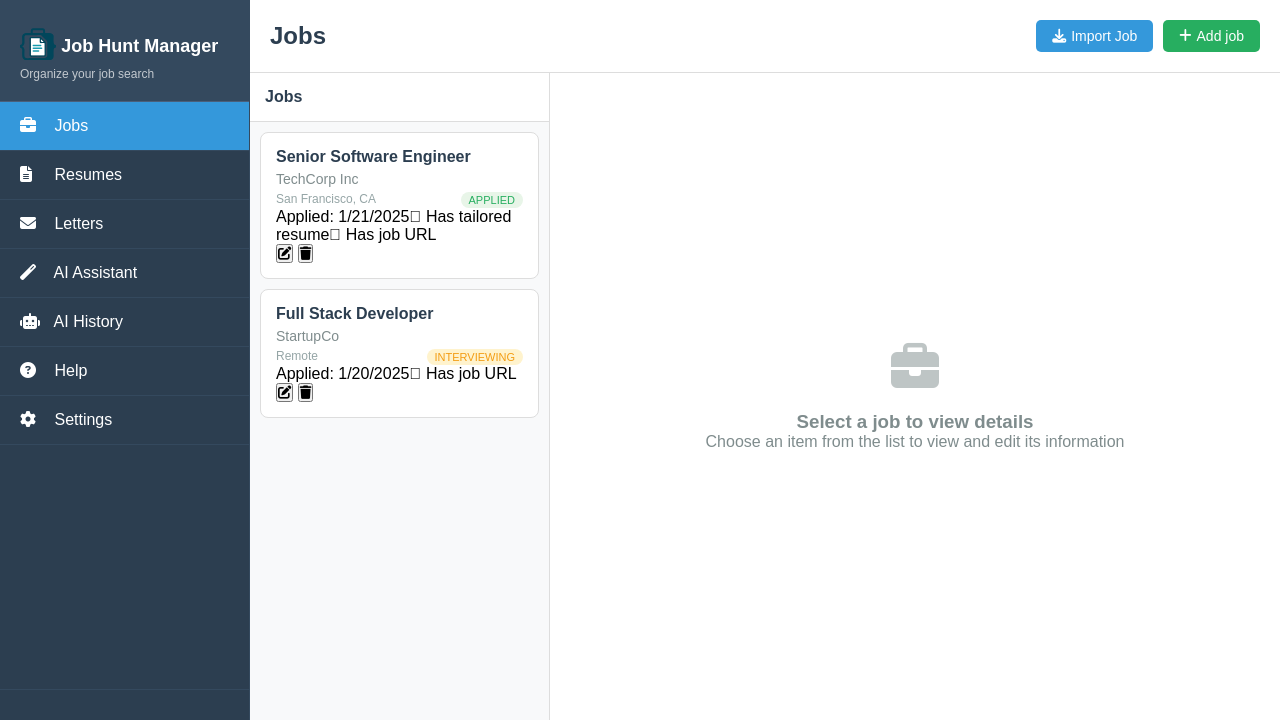 Job Hunt Manager
Organize your job search
Jobs
Resumes
Letters
AI Assistant
AI History
Help
Settings
Jobs
Import Job
Add job
Jobs
Senior Software Engineer
TechCorp Inc
San Francisco, CA
APPLIED
Applied: 1/21/2025 Has tailored
resume Has job URL
Full Stack Developer
StartupCo
Remote
INTERVIEWING
Applied: 1/20/2025 Has job URL
Select a job to view details
Choose an item from the list to view and edit its information